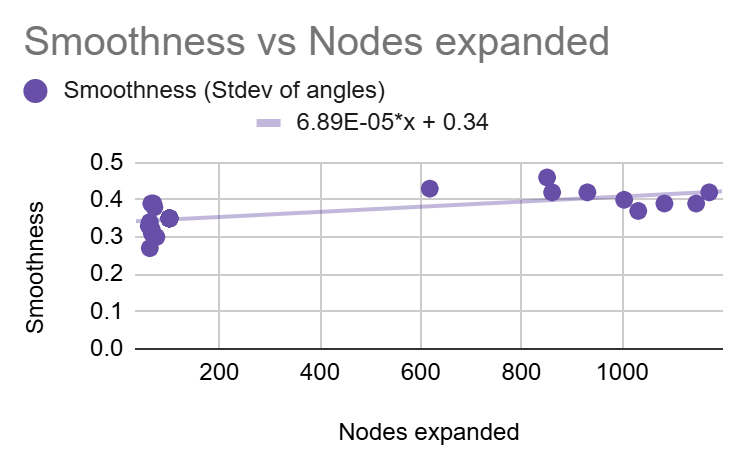 Smoothness vs Nodes expanded
Smoothness (Stdev of angles)
6.89E-05*x + 0.34
Smoothness
0.5
0.4
0.3
0.2
0.1
0.0
200 400 600 800 1000
Nodes expanded